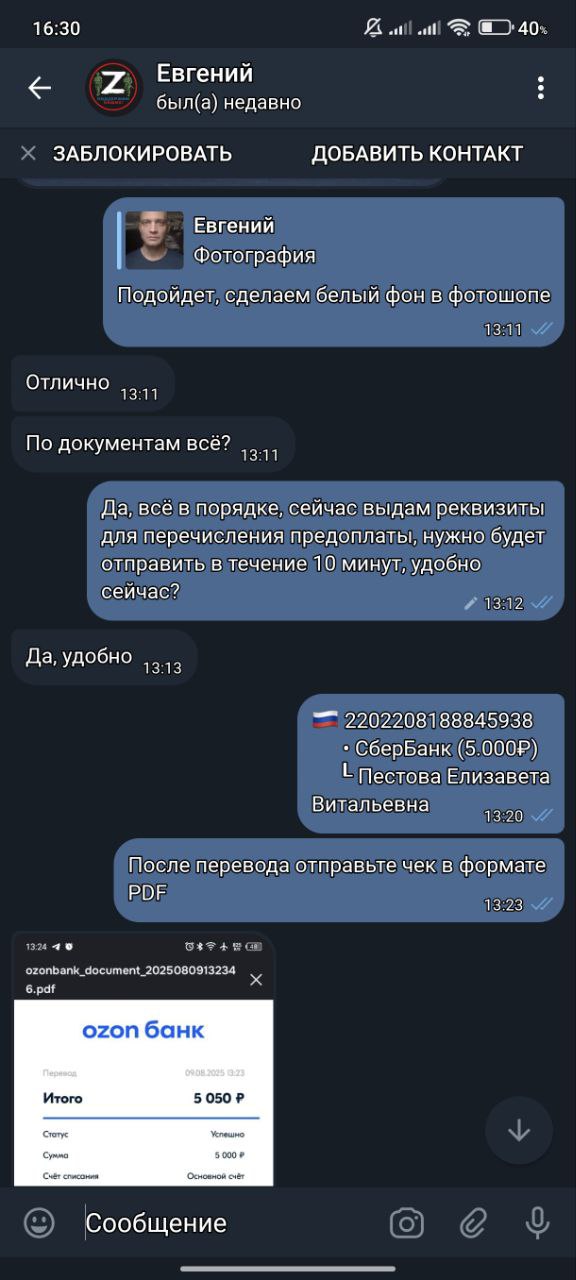 16:30
40%
Z
Евгений
был(а) недавно
ЗАБЛОКИРОВАТЬ
ДОБАВИТЬ КОНТАКТ
Евгений
Фотография
Подойдет, сделаем белый фон в фотошопе
13:11
Отлично 13:11
По документам всё? 13:11
Да, всё в порядке, сейчас выдам реквизиты
для перечисления предоплаты, нужно будет
отправить в течение 10 минут, удобно
сейчас?
13:12
Да, удобно 13:13
2202208188845938
• СберБанк (5.000₽)
┗ Пестова Елизавета
Витальевна
13:20
После перевода отправьте чек в формате
PDF
13:23
13:24
ozonbank_document_2025080913234
6.pdf
ozon банк
Перевод 09.08.2025 13:23
Итого 5 050 ₽
Статус Успешно
Сумма 5 000 ₽
Счёт списания Основной счёт
Сообщение